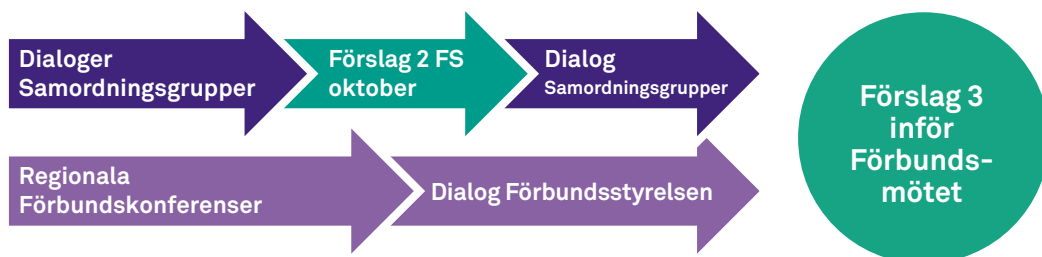 Dialoger
Samordningsgrupper
Förslag 2 FS
oktober
Dialog
Samordningsgrupper
Regionala
Förbundskonferenser
Dialog Förbundsstyrelsen
Förslag 3
inför
Förbunds-
mötet